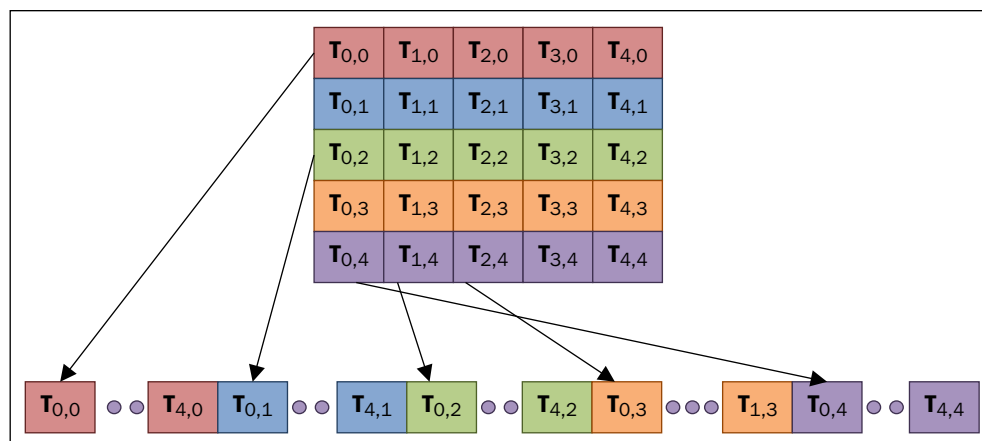 T0,0 T1,0 T2,0 T3,0 T4,0
T0,1 T1,1 T2,1 T3,1 T4,1
T0,2 T1,2 T2,2 T3,2 T4,2
T0,3 T1,3 T2,3 T3,3 T4,3
T0,4 T1,4 T2,4 T3,4 T4,4
T0,0 T4,0 T0,1 T4,1 T0,2 T4,2 T0,3 T1,3 T0,4 T4,4